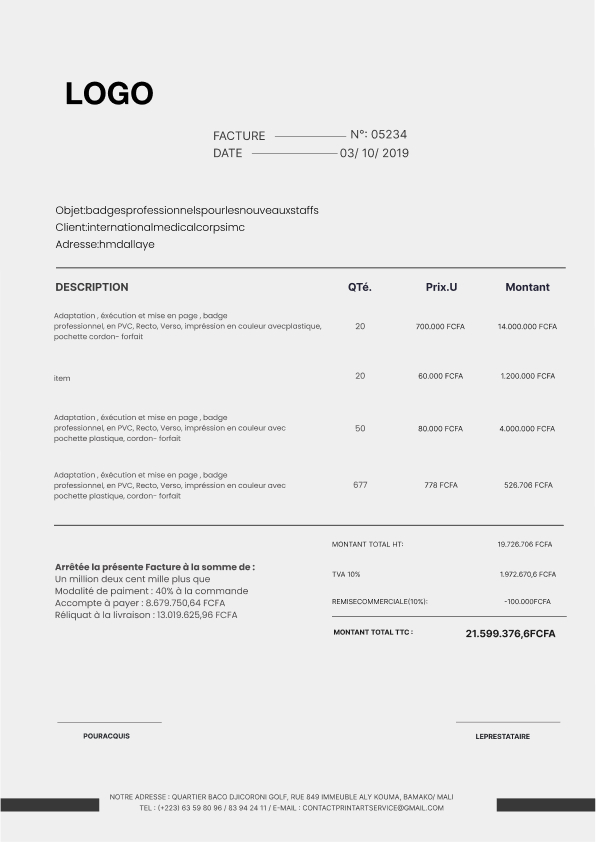 LOGO
FACTURE N°: 05234
DATE 03/ 10/ 2019
Objet:badgesprofessionnelspourlesnouveauxstaffs
Client:internationalmedicalcorpsimc
Adresse:hmdallaye
DESCRIPTION QTé. Prix.U Montant
Adaptation , éxécution et mise en page , badge
professionnel, en PVC, Recto, Verso, impréssion en couleur avecplastique, 20 700.000 FCFA 14.000.000 FCFA
pochette cordon- forfait
item 20 60.000 FCFA 1.200.000 FCFA
Adaptation , éxécution et mise en page , badge
professionnel, en PVC, Recto, Verso, impréssion en couleur avec 50 80.000 FCFA 4.000.000 FCFA
pochette plastique, cordon- forfait
Adaptation , éxécution et mise en page , badge
professionnel, en PVC, Recto, Verso, impréssion en couleur avec 677 778 FCFA 526.706 FCFA
pochette plastique, cordon- forfait
MONTANT TOTAL HT: 19.726.706 FCFA
TVA 10% 1.972.670,6 FCFA
REMISECOMMERCIALE(10%): -100.000FCFA
MONTANT TOTAL TTC : 21.599.376,6FCFA
Arrêtée la présente Facture à la somme de :
Un million deux cent mille plus que
Modalité de paiment : 40% à la commande
Accompte à payer : 8.679.750,64 FCFA
Réliquat à la livraison : 13.019.625,96 FCFA
POURACQUIS LEPRESTATAIRE
NOTRE ADRESSE : QUARTIER BACO DJICORONI GOLF, RUE 849 IMMEUBLE ALY KOUMA, BAMAKO/ MALI
TEL : (+223) 63 59 80 96 / 83 94 24 11 / E-MAIL : CONTACTPRINTARTSERVICE@GMAIL.COM